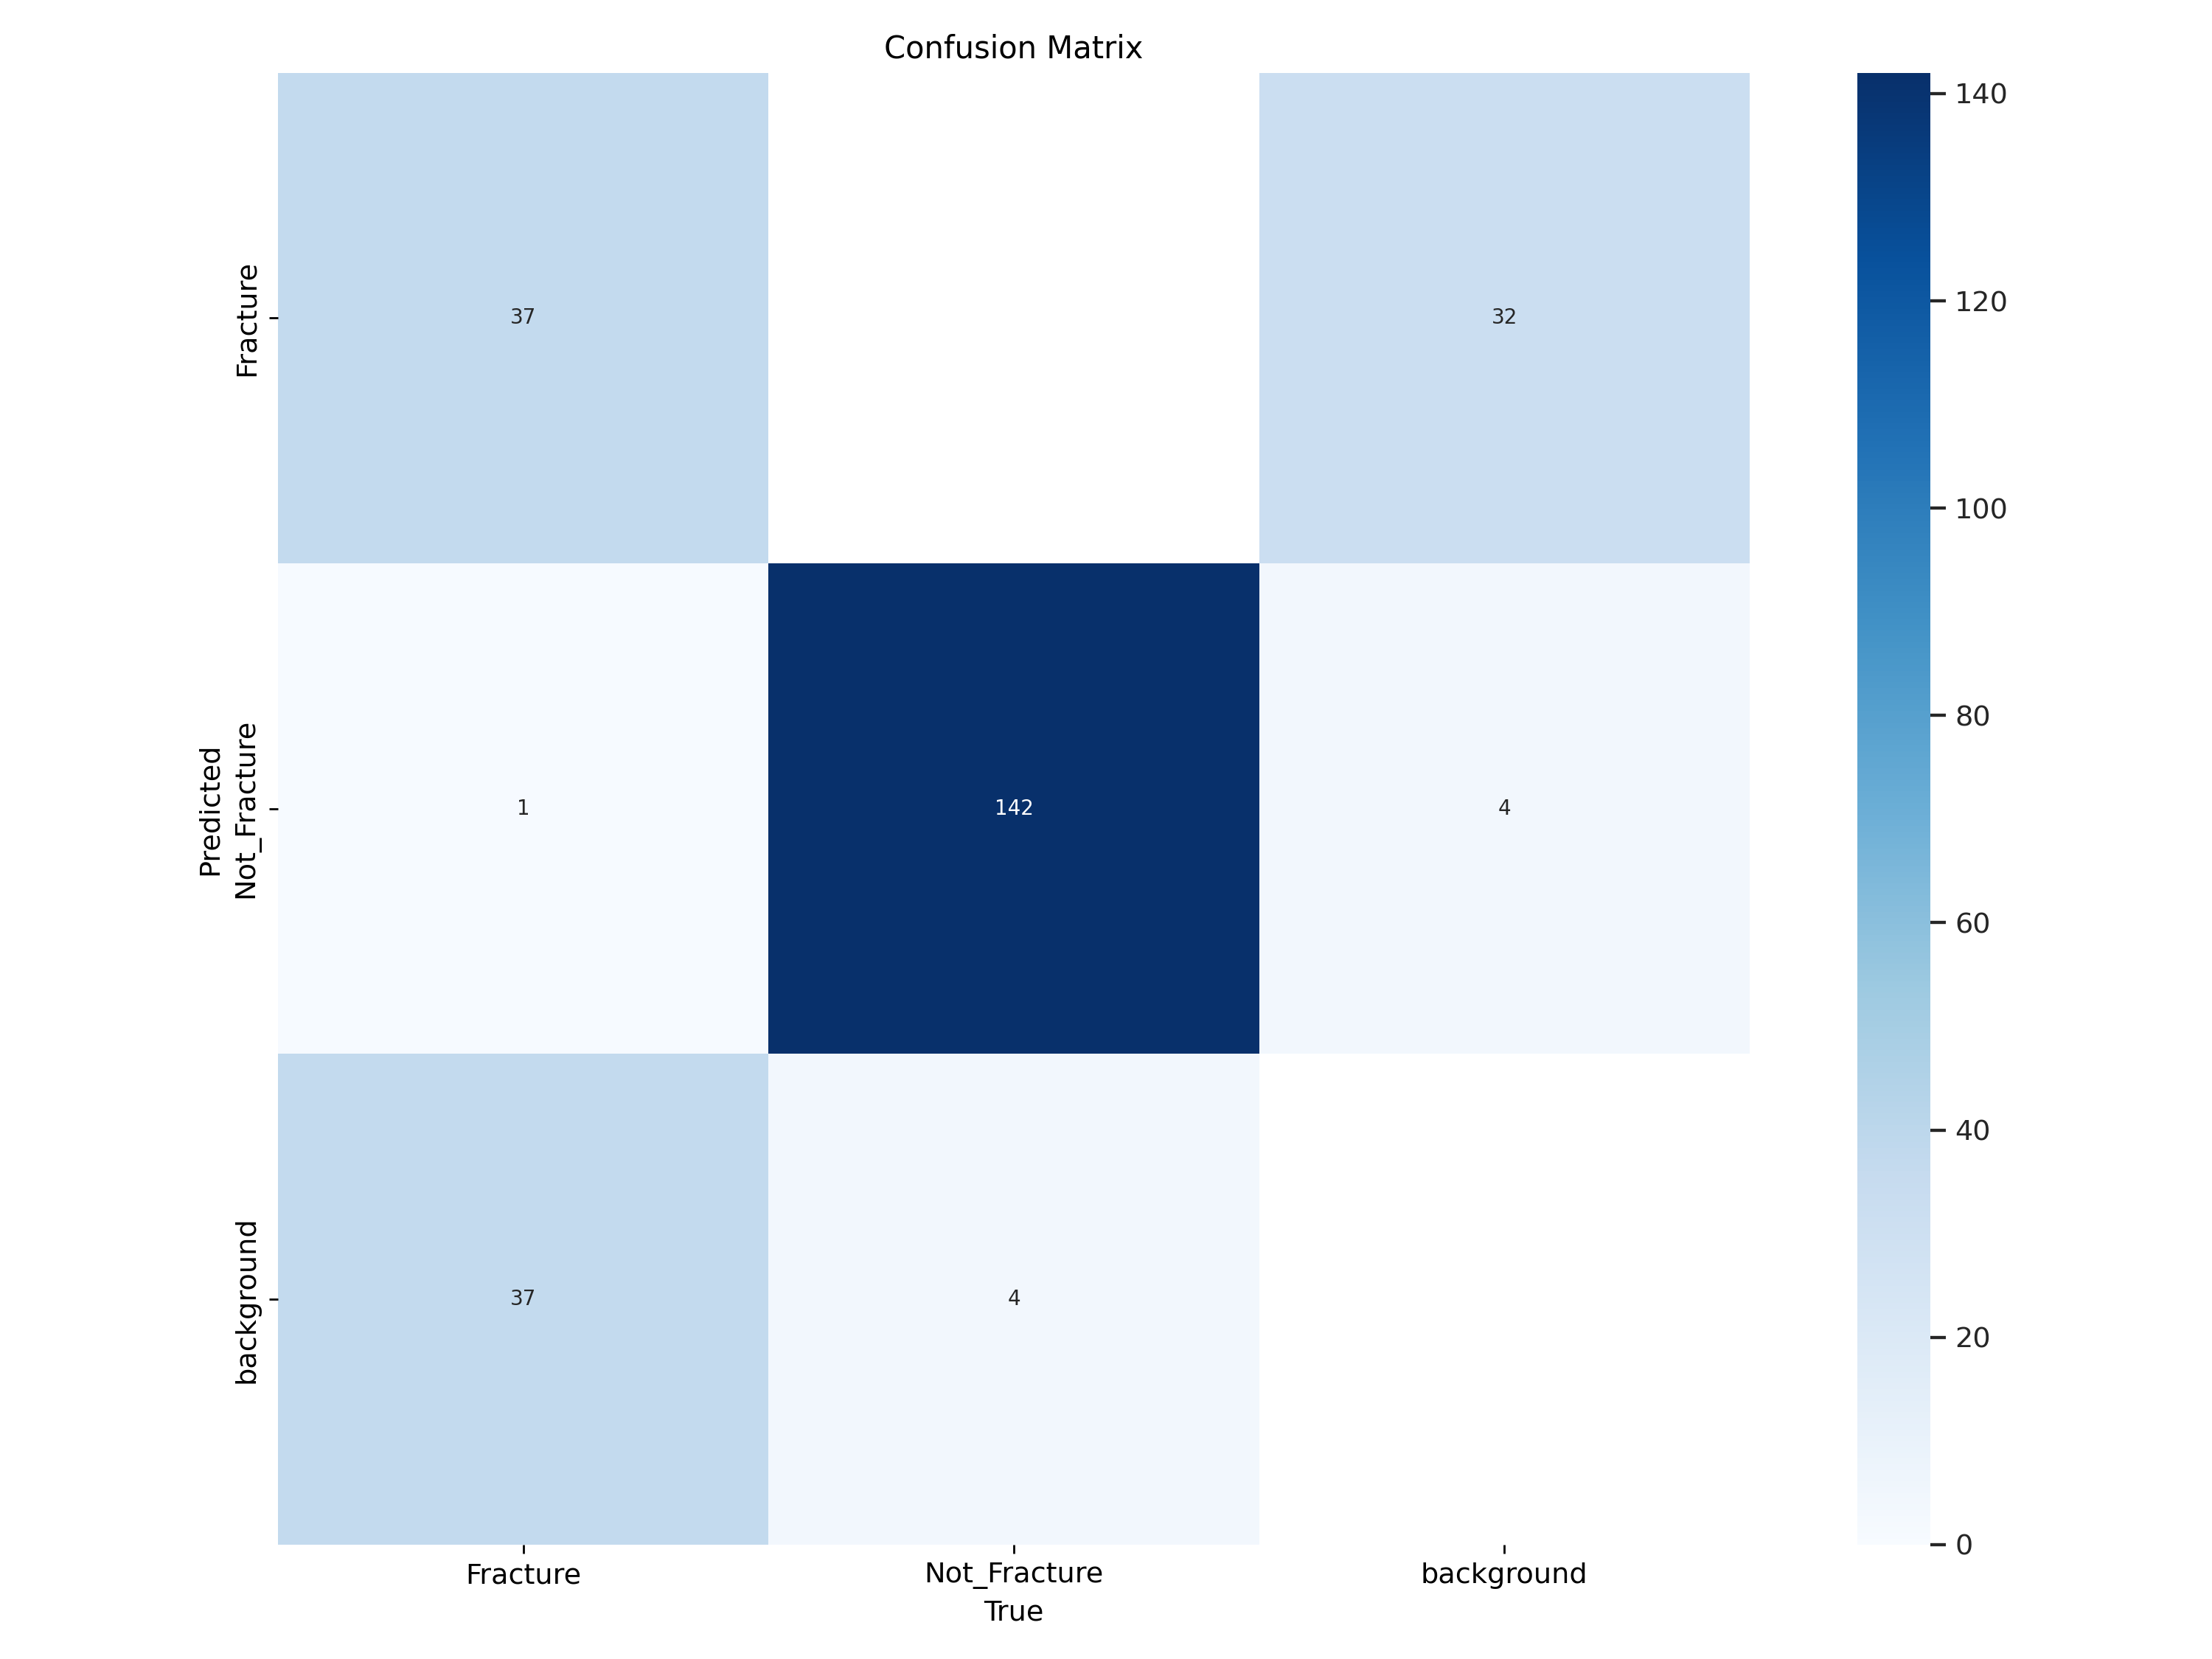 Confusion Matrix
140
120
100
80
60
40
20
0
Predicted
Fracture
Not_Fracture
background
37
32
1
142
4
37
4
Fracture
Not_Fracture
background
True